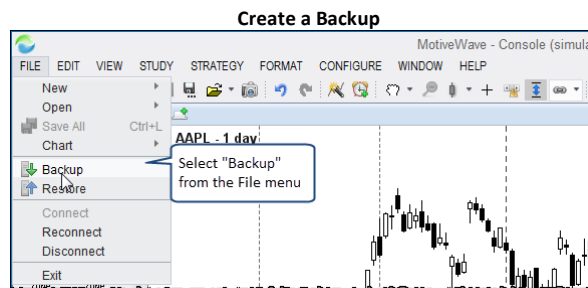 Create a Backup
MotiveWave - Console (simula
FILE EDIT VIEW STUDY STRATEGY FORMAT CONFIGURE WINDOW HELP
New
Open
Save All Ctrl+L
Chart
AAPL - 1 day
Backup
Restore
Select "Backup"
from the File menu
Connect
Reconnect
Disconnect
Exit